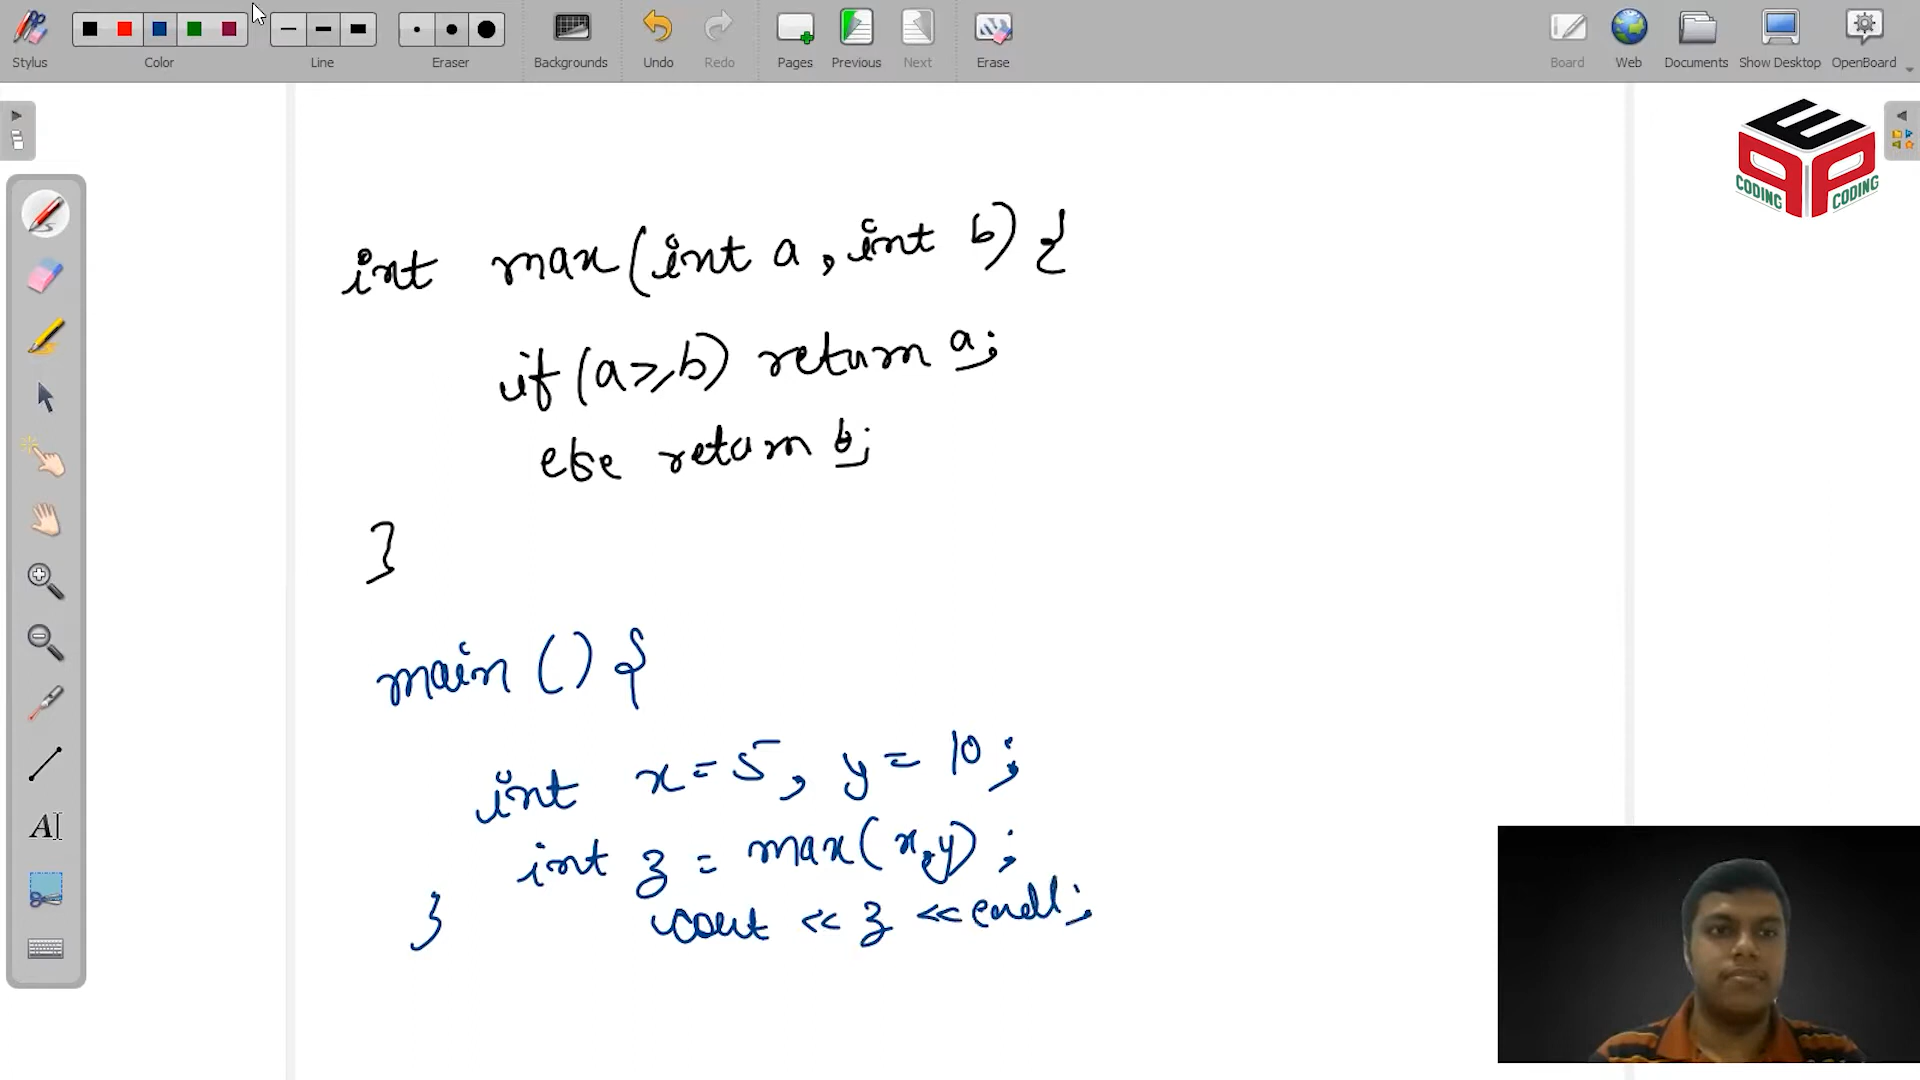 Stylus
Color
Line
Eraser
Backgrounds
Undo
Redo
Pages
Previous
Next
Erase
Board
Web
Documents
Show Desktop
OpenBoard
CODING
CODING
int max(int a, int b) {
if (a>=b) return a;
else return b;
}
main () {
int x=5, y=10;
int z = max(x,y);
cout << z << endl;
}
AI